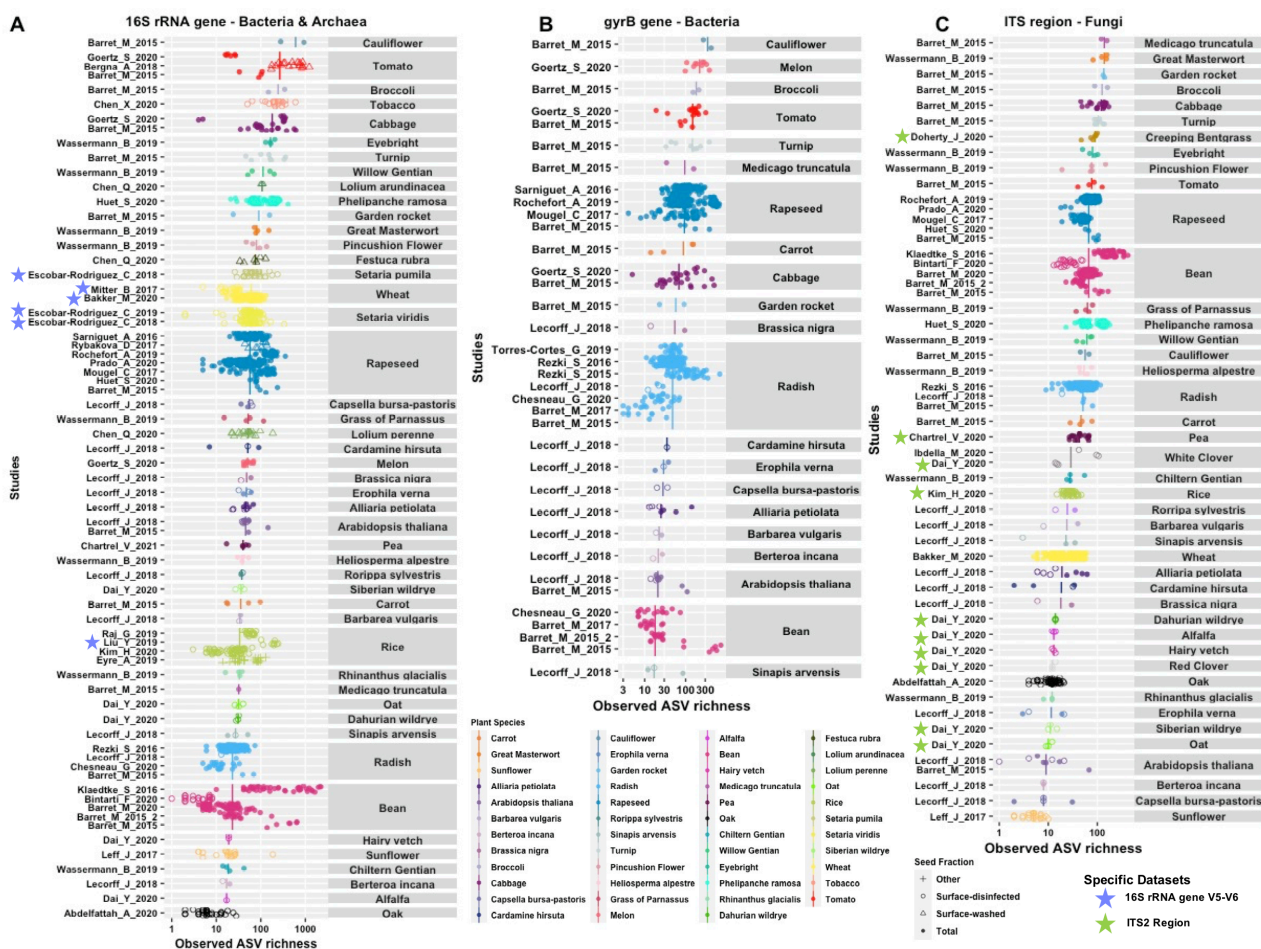 A
16S rRNA gene - Bacteria & Archaea
Studies
Barret_M_2015
Cauliflower
Goertz_S_2020
Bergna_A_2018
Barret_M_2015
Tomato
Barret_M_2015
Broccoli
Chen_X_2020
Tobacco
Goertz_S_2020
Barret_M_2015
Cabbage
Wassermann_B_2019
Eyebright
Barret_M_2015
Turnip
Wassermann_B_2019
Willow Gentian
Chen_Q_2020
Lolium arundinacea
Huet_S_2020
Phelipanche ramosa
Barret_M_2015
Garden rocket
Wassermann_B_2019
Great Masterwort
Wassermann_B_2019
Pincushion Flower
Chen_Q_2020
Festuca rubra
Escobar-Rodriguez_C_2018
Setaria pumila
Mitter_B_2017
Bakker_M_2020
Wheat
Escobar-Rodriguez_C_2019
Escobar-Rodriguez_C_2018
Setaria viridis
Sarniguet_A_2016
Rybakova_D_2017
Rochefort_A_2019
Prado_A_2020
Mougel_C_2017
Huet_S_2020
Barret_M_2015
Rapeseed
Lecorff_J_2018
Capsella bursa-pastoris
Wassermann_B_2019
Grass of Parnassus
Chen_Q_2020
Lolium perenne
Lecorff_J_2018
Cardamine hirsuta
Goertz_S_2020
Melon
Lecorff_J_2018
Brassica nigra
Lecorff_J_2018
Erophila verna
Lecorff_J_2018
Alliaria petiolata
Lecorff_J_2018
Barret_M_2015
Arabidopsis thaliana
Chartrel_V_2021
Pea
Wassermann_B_2019
Heliosperma alpestre
Lecorff_J_2018
Rorippa sylvestris
Dai_Y_2020
Siberian wildrye
Barret_M_2015
Carrot
Lecorff_J_2018
Barbarea vulgaris
Raj_G_2019
Liu_Y_2019
Kim_H_2020
Eyre_A_2019
Rice
Wassermann_B_2019
Rhinanthus glacialis
Barret_M_2015
Medicago truncatula
Dai_Y_2020
Oat
Dai_Y_2020
Dahurian wildrye
Lecorff_J_2018
Sinapis arvensis
Rezki_S_2016
Lecorff_J_2018
Chesneau_G_2020
Barret_M_2015
Radish
Klaedtke_S_2016
Bintarti_F_2020
Barret_M_2020
Barret_M_2015_2
Barret_M_2015
Bean
Dai_Y_2020
Hairy vetch
Leff_J_2017
Sunflower
Wassermann_B_2019
Chiltern Gentian
Lecorff_J_2018
Berteroa incana
Dai_Y_2020
Alfalfa
Abdelfattah_A_2020
Oak
1 10 100 1000
Observed ASV richness
B
gyrB gene - Bacteria
Studies
Barret_M_2015
Cauliflower
Goertz_S_2020
Melon
Barret_M_2015
Broccoli
Goertz_S_2020
Barret_M_2015
Tomato
Barret_M_2015
Turnip
Barret_M_2015
Medicago truncatula
Sarniguet_A_2016
Rochefort_A_2019
Mougel_C_2017
Barret_M_2015
Rapeseed
Barret_M_2015
Carrot
Goertz_S_2020
Barret_M_2015
Cabbage
Barret_M_2015
Garden rocket
Lecorff_J_2018
Brassica nigra
Torres-Cortes_G_2019
Rezki_S_2016
Rezki_S_2015
Lecorff_J_2018
Chesneau_G_2020
Barret_M_2017
Barret_M_2015
Radish
Lecorff_J_2018
Cardamine hirsuta
Lecorff_J_2018
Erophila verna
Lecorff_J_2018
Capsella bursa-pastoris
Lecorff_J_2018
Alliaria petiolata
Lecorff_J_2018
Barbarea vulgaris
Lecorff_J_2018
Berteroa incana
Lecorff_J_2018
Barret_M_2015
Arabidopsis thaliana
Chesneau_G_2020
Barret_M_2017
Barret_M_2015_2
Barret_M_2015
Bean
Lecorff_J_2018
Sinapis arvensis
3 10 30 100 300
Observed ASV richness
C
ITS region - Fungi
Studies
Barret_M_2015
Medicago truncatula
Wassermann_B_2019
Great Masterwort
Barret_M_2015
Garden rocket
Barret_M_2015
Broccoli
Barret_M_2015
Cabbage
Barret_M_2015
Turnip
Doherty_J_2020
Creeping Bentgrass
Wassermann_B_2019
Eyebright
Wassermann_B_2019
Pincushion Flower
Barret_M_2015
Tomato
Rochefort_A_2019
Prado_A_2020
Mougel_C_2017
Huet_S_2020
Barret_M_2015
Rapeseed
Klaedtke_S_2016
Bintarti_F_2020
Barret_M_2020
Barret_M_2015_2
Barret_M_2015
Bean
Wassermann_B_2019
Grass of Parnassus
Huet_S_2020
Phelipanche ramosa
Wassermann_B_2019
Willow Gentian
Barret_M_2015
Cauliflower
Wassermann_B_2019
Heliosperma alpestre
Rezki_S_2016
Lecorff_J_2018
Barret_M_2015
Radish
Barret_M_2015
Carrot
Chartrel_V_2020
Pea
Ibdella_M_2020
Dai_Y_2020
White Clover
Wassermann_B_2019
Chiltern Gentian
Kim_H_2020
Rice
Lecorff_J_2018
Rorripa sylvestris
Lecorff_J_2018
Barbarea vulgaris
Lecorff_J_2018
Sinapis arvensis
Bakker_M_2020
Wheat
Lecorff_J_2018
Alliaria petiolata
Lecorff_J_2018
Cardamine hirsuta
Lecorff_J_2018
Brassica nigra
Dai_Y_2020
Dahurian wildrye
Dai_Y_2020
Alfalfa
Dai_Y_2020
Hairy vetch
Dai_Y_2020
Red Clover
Abdelfattah_A_2020
Oak
Wassermann_B_2019
Rhinanthus glacialis
Lecorff_J_2018
Erophila verna
Dai_Y_2020
Siberian wildrye
Dai_Y_2020
Oat
Lecorff_J_2018
Barret_M_2015
Arabidopsis thaliana
Lecorff_J_2018
Berteroa incana
Lecorff_J_2018
Capsella bursa-pastoris
Leff_J_2017
Sunflower
1 10 100
Observed ASV richness
Plant Species
Carrot
Great Masterwort
Sunflower
Alliaria petiolata
Arabidopsis thaliana
Barbarea vulgaris
Berteroa incana
Brassica nigra
Broccoli
Cabbage
Capsella bursa-pastoris
Cardamine hirsuta
Cauliflower
Erophila verna
Garden rocket
Radish
Rapeseed
Rorippa sylvestris
Sinapis arvensis
Turnip
Pincushion Flower
Heliosperma alpestre
Grass of Parnassus
Melon
Alfalfa
Bean
Hairy vetch
Medicago truncatula
Pea
Oak
Chiltern Gentian
Willow Gentian
Eyebright
Phelipanche ramosa
Rhinanthus glacialis
Dahurian wildrye
Festuca rubra
Lolium arundinacea
Lolium perenne
Oat
Rice
Setaria pumila
Setaria viridis
Siberian wildrye
Wheat
Tobacco
Tomato
Seed Fraction
Other
Surface-disinfected
Surface-washed
Total
Specific Datasets
16S rRNA gene V5-V6
ITS2 Region